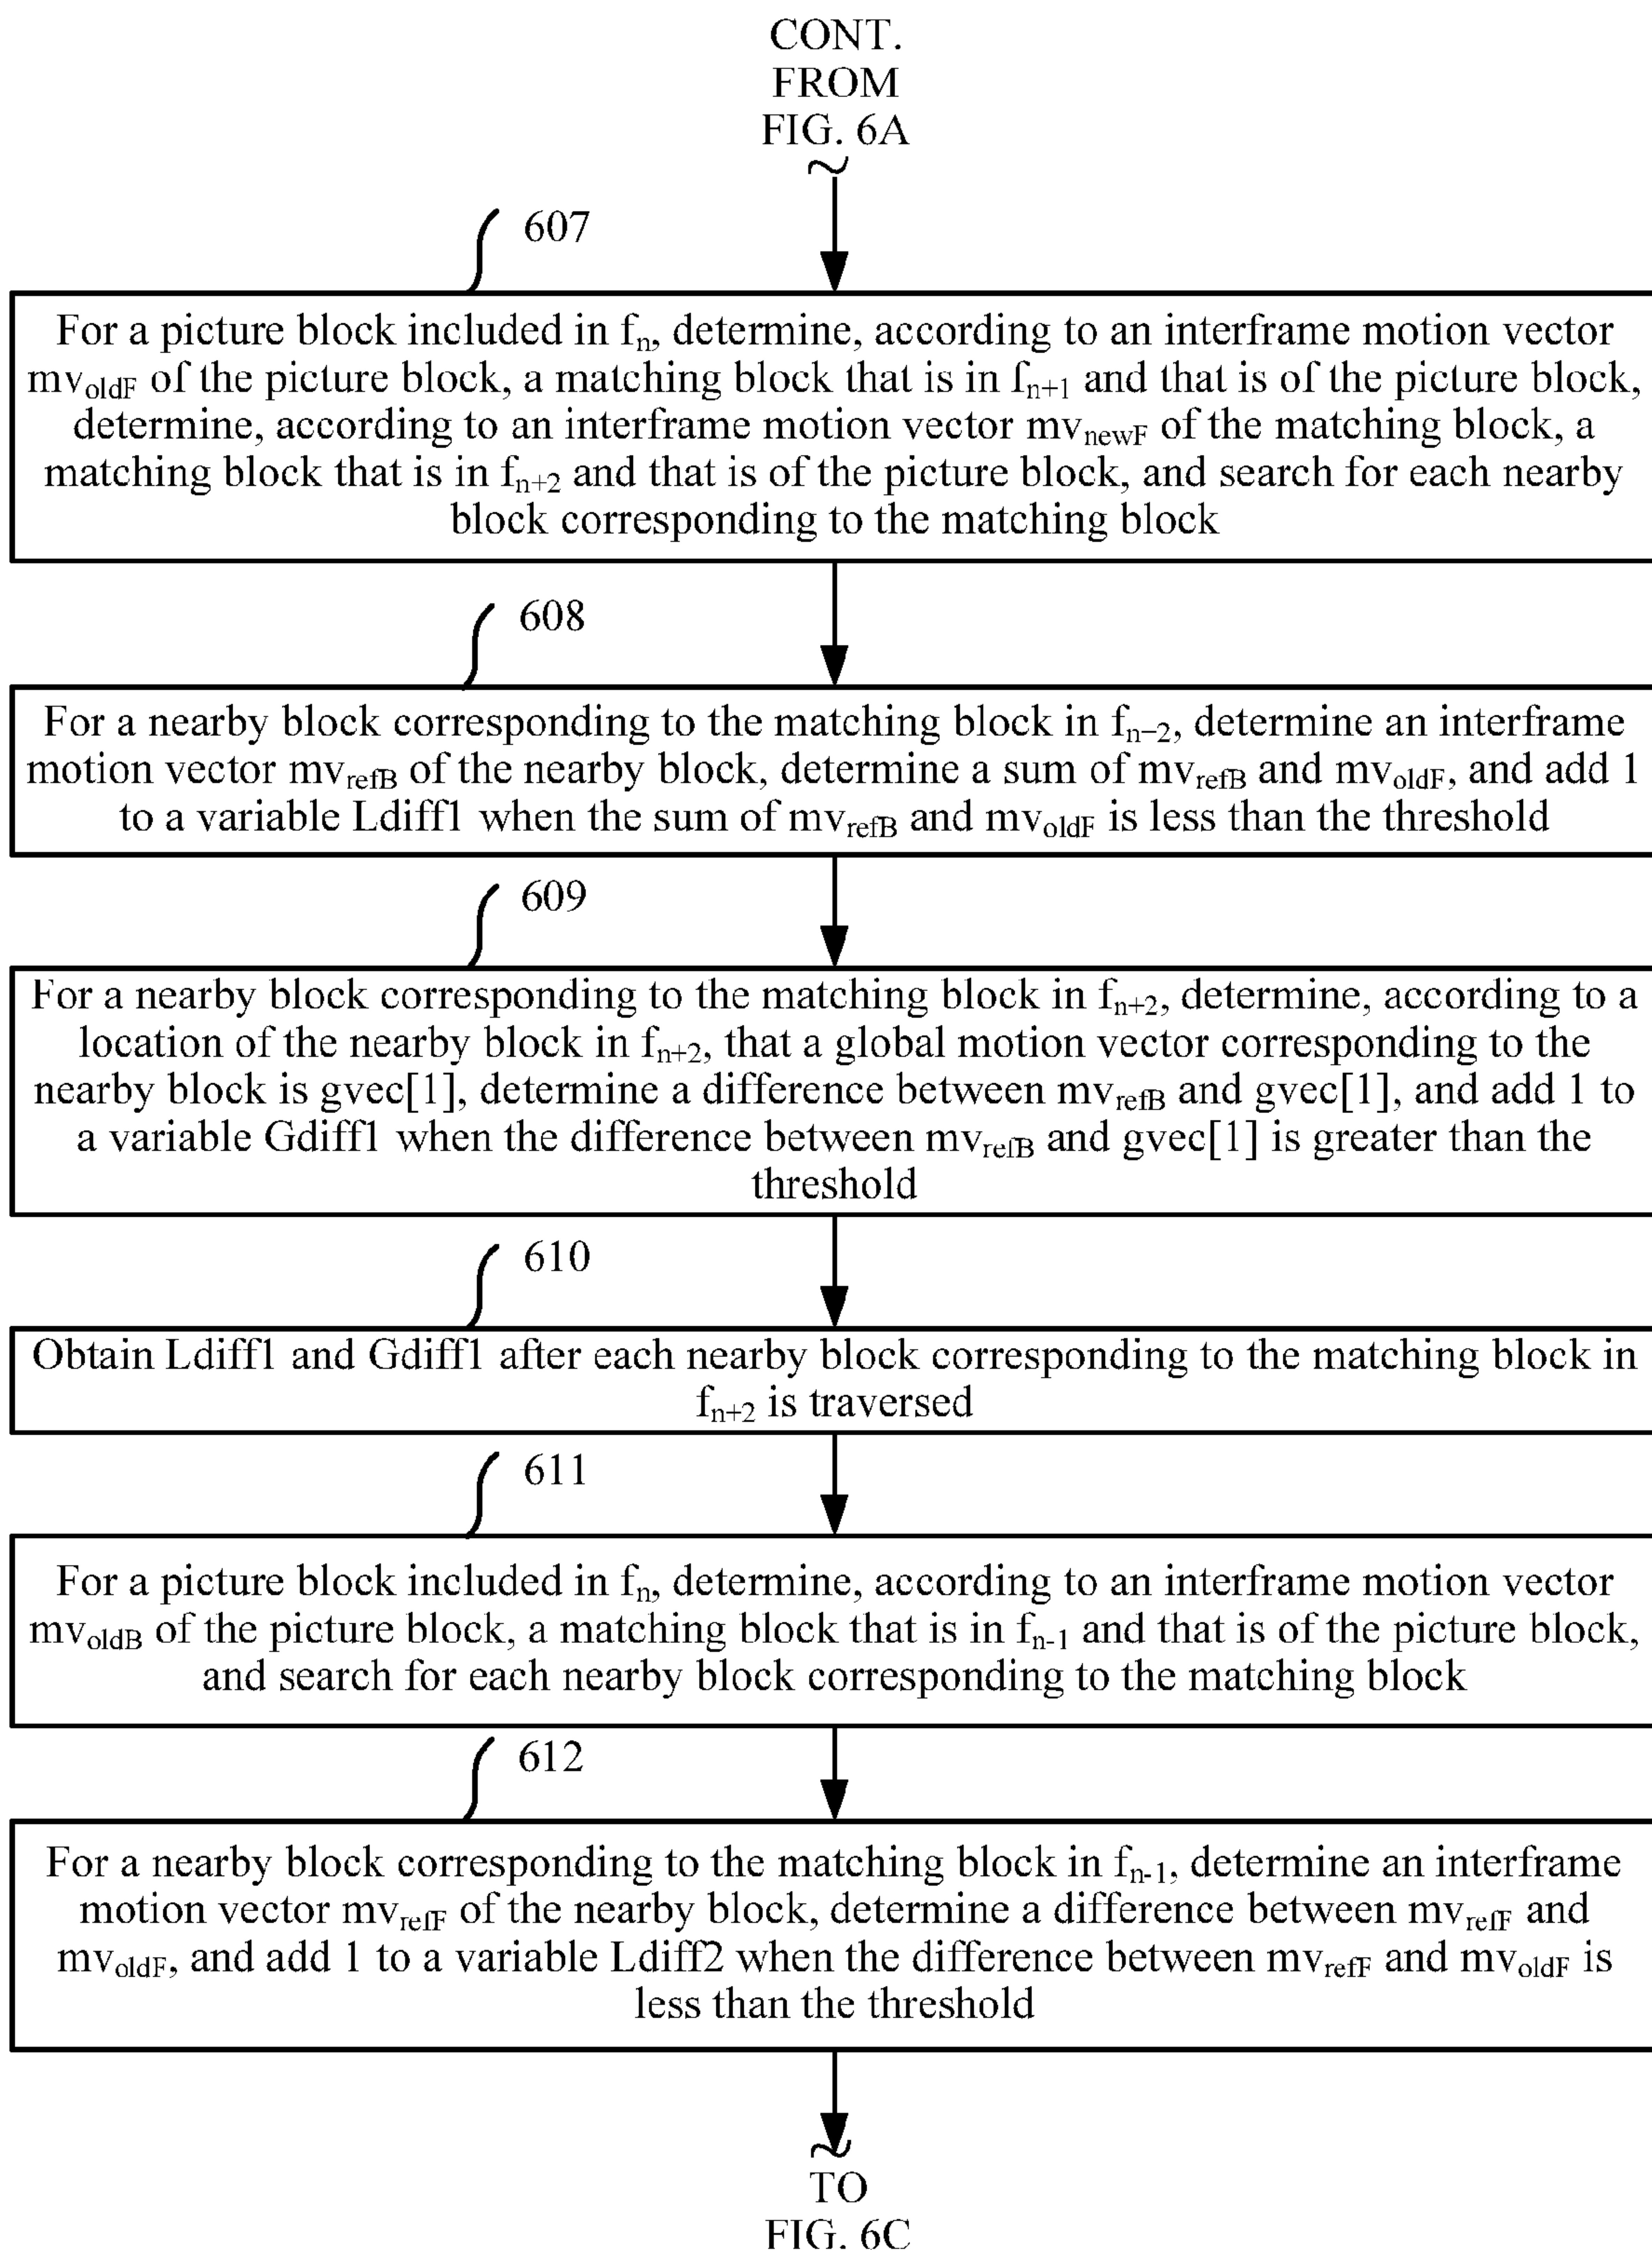 CONT.
FROM
FIG. 6A
607
For a picture block included in fn, determine, according to an interframe motion vector
mvoldF of the picture block, a matching block that is in fn+1 and that is of the picture block,
determine, according to an interframe motion vector mvnewF of the matching block, a
matching block that is in fn+2 and that is of the picture block, and search for each nearby
block corresponding to the matching block
608
For a nearby block corresponding to the matching block in fn−2, determine an interframe
motion vector mvrefB of the nearby block, determine a sum of mvrefB and mvoldF, and add 1
to a variable Ldiff1 when the sum of mvrefB and mvoldF is less than the threshold
609
For a nearby block corresponding to the matching block in fn+2, determine, according to a
location of the nearby block in fn+2, that a global motion vector corresponding to the
nearby block is gvec[1], determine a difference between mvrefB and gvec[1], and add 1 to
a variable Gdiff1 when the difference between mvrefB and gvec[1] is greater than the
threshold
610
Obtain Ldiff1 and Gdiff1 after each nearby block corresponding to the matching block in
fn+2 is traversed
611
For a picture block included in fn, determine, according to an interframe motion vector
mvoldB of the picture block, a matching block that is in fn-1 and that is of the picture block,
and search for each nearby block corresponding to the matching block
612
For a nearby block corresponding to the matching block in fn-1, determine an interframe
motion vector mvrefF of the nearby block, determine a difference between mvrefF and
mvoldF, and add 1 to a variable Ldiff2 when the difference between mvrefF and mvoldF is
less than the threshold
TO
FIG. 6C